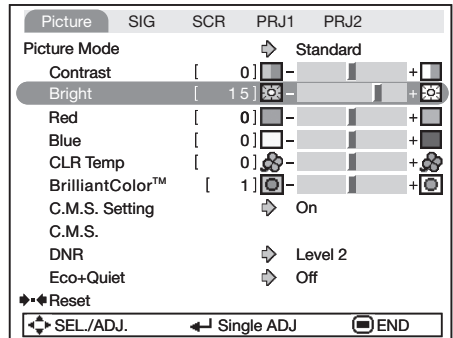 Picture SIG SCR PRJ1 PRJ2
Picture Mode Standard
Contrast [ 0] - +
Bright [ 15] - +
Red [ 0] - +
Blue [ 0] - +
CLR Temp [ 0] - +
BrilliantColor™ [ 1] - +
C.M.S. Setting On
C.M.S.
DNR Level 2
Eco+Quiet Off
Reset
SEL./ADJ. Single ADJ END